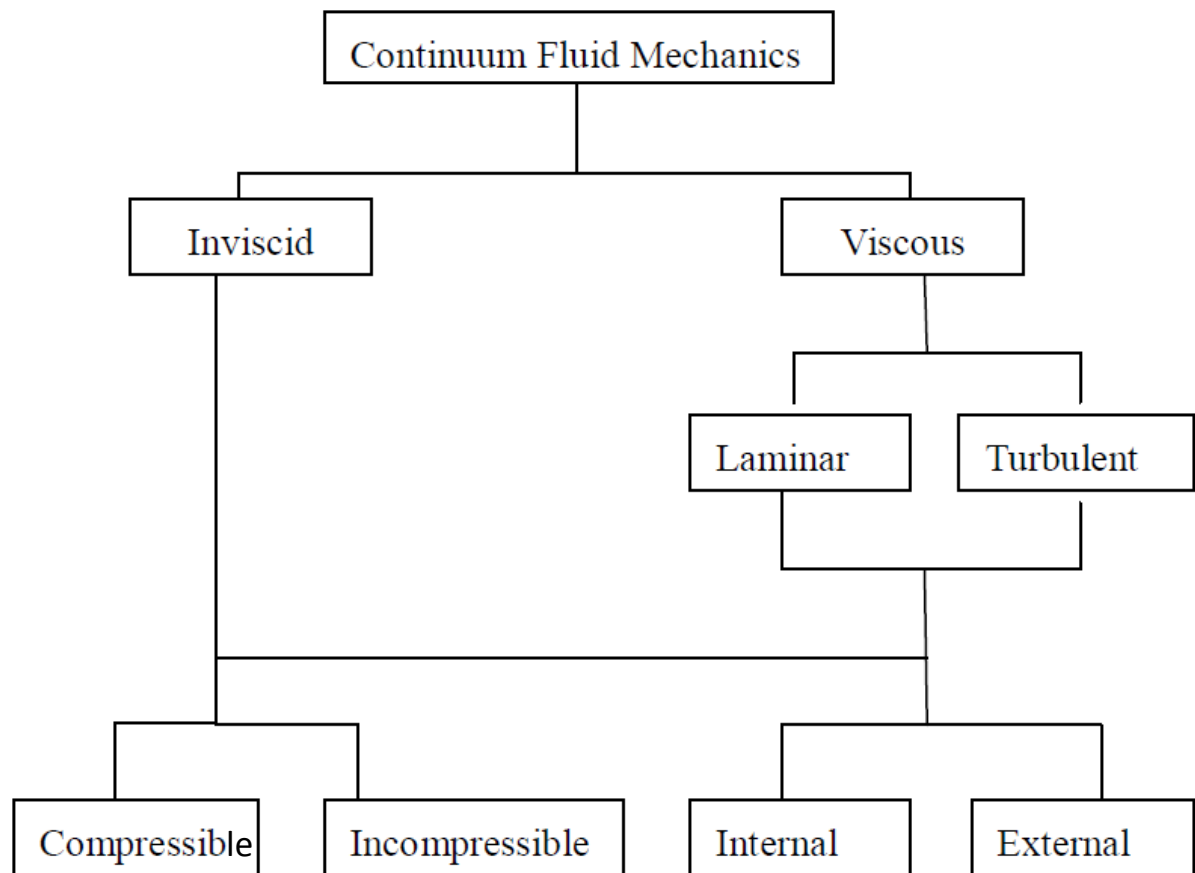 Continuum Fluid Mechanics
Inviscid
Viscous
Laminar
Turbulent
Compressible
Incompressible
Internal
External